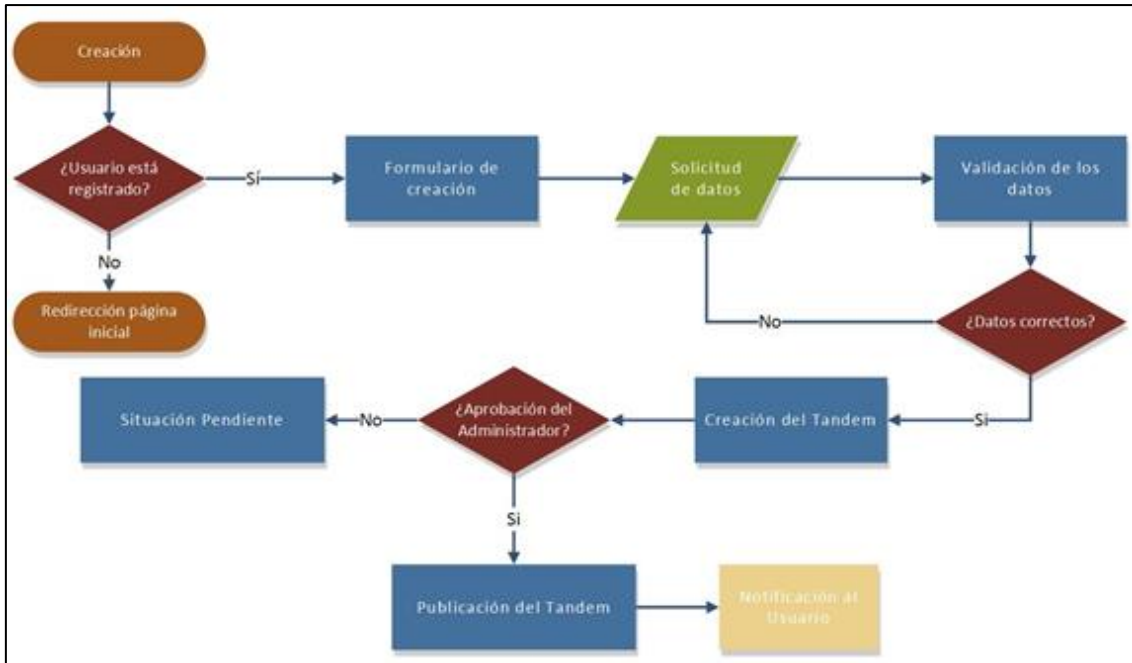 Creación
¿Usuario está
registrado?
Sí
Formulario de
creación
Solicitud
de datos
Validación de los
datos
No
Redirección página
inicial
¿Datos correctos?
No
Si
Creación del Tandem
¿Aprobación del
Administrador?
No
Situación Pendiente
Si
Publicación del Tandem
Notificación al
Usuario